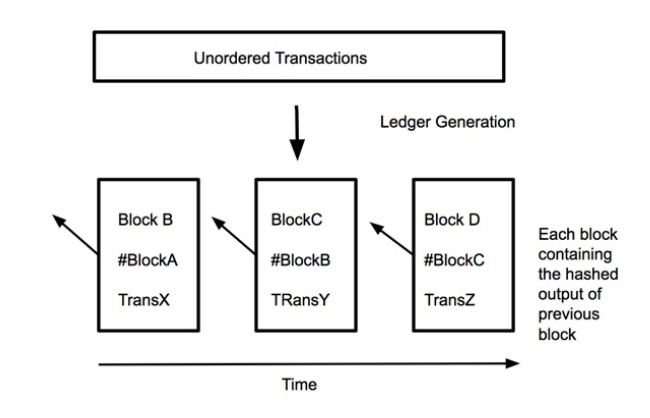 Unordered Transactions
Ledger Generation
Block B
#BlockA
TransX
BlockC
#BlockB
TRansY
Block D
#BlockC
TransZ
Each block
containing
the hashed
output of
previous
block
Time